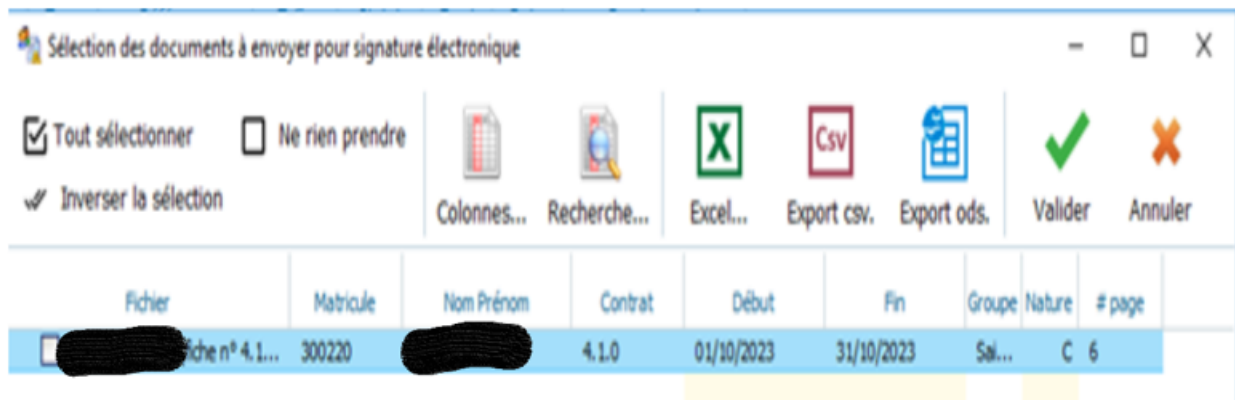 Sélection des documents à envoyer pour signature électronique
Tout sélectionner Ne rien prendre
Inverser la sélection
Colonnes... Recherche... Excel... Csv Export csv. Export ods. Valider Annuler
Fichier Matricule Nom Prénom Contrat Début Fin Groupe Nature # page
fiche n° 4.1... 300220 4.1.0 01/10/2023 31/10/2023 Sai... C 6